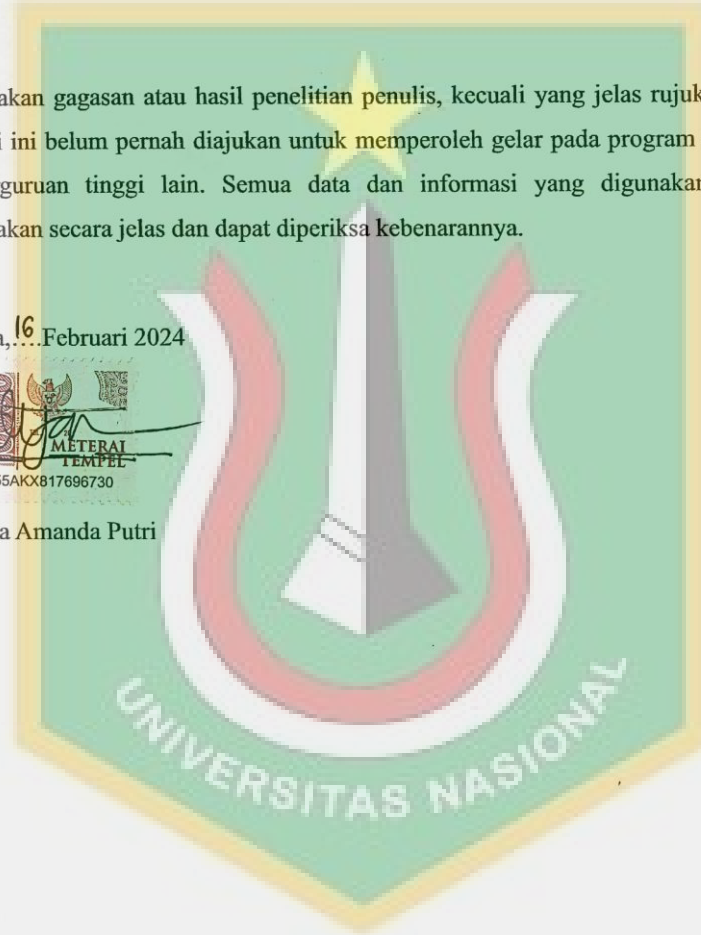 akan gagasan atau hasil penelitian penulis, kecuali yang jelas rujuk
i ini belum pernah diajukan untuk memperoleh gelar pada program
guruan tinggi lain. Semua data dan informasi yang digunakan
akan secara jelas dan dapat diperiksa kebenarannya.
a, 16 Februari 2024
METERAI
TEMPEL
5AKX817696730
a Amanda Putri
UNIVERSITAS NASIONAL